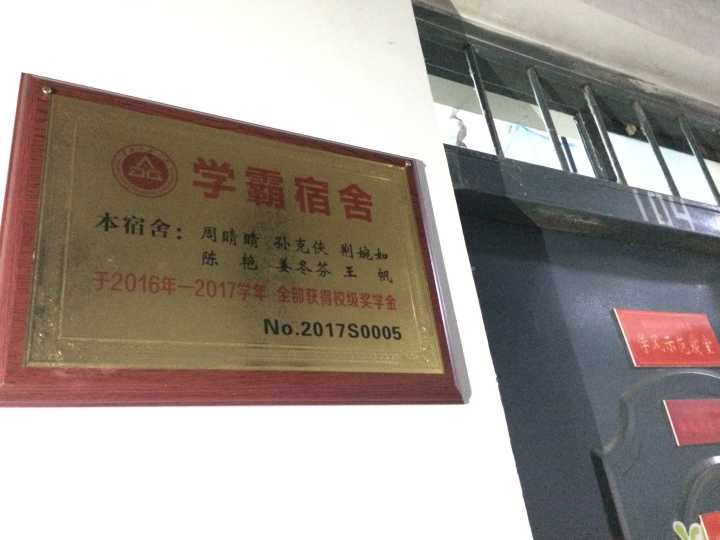 学霸宿舍
本宿舍：周晴晴 孙克侠 荆婉如
陈 艳 姜冬芬 王 帆
于2016年－2017学年 全部获得校级奖学金
No.2017S0005
104